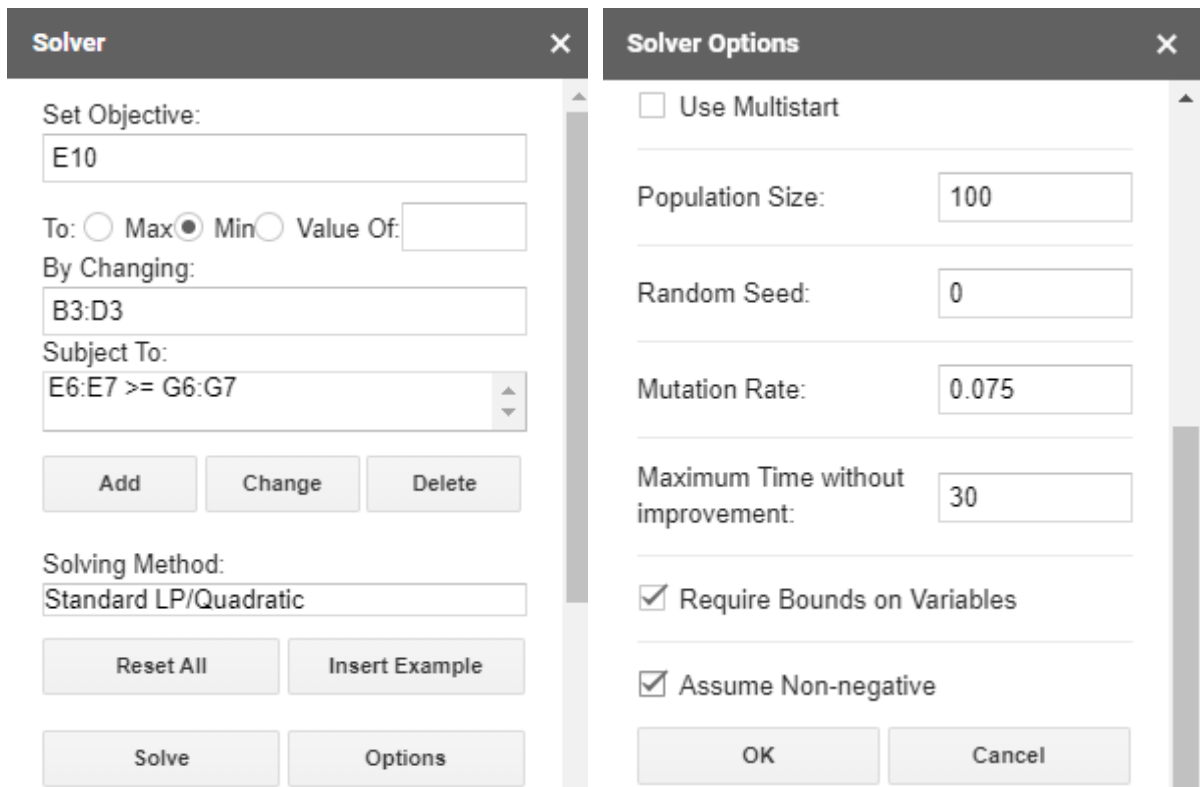 Solver ×
Set Objective:
E10
To: Max Min Value Of:
By Changing:
B3:D3
Subject To:
E6:E7 >= G6:G7
Add Change Delete
Solving Method:
Standard LP/Quadratic
Reset All Insert Example
Solve Options
Solver Options ×
Use Multistart
Population Size: 100
Random Seed: 0
Mutation Rate: 0.075
Maximum Time without
improvement: 30
Require Bounds on Variables
Assume Non-negative
OK Cancel